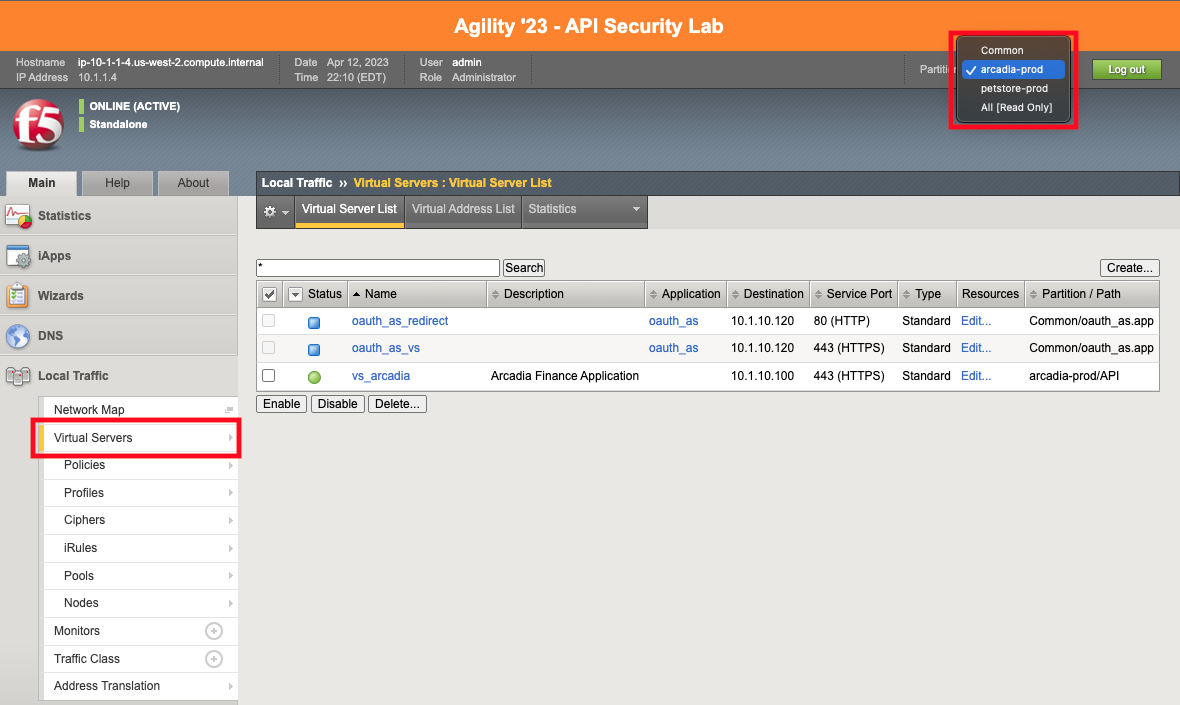 Agility '23 - API Security Lab
Hostname ip-10-1-1-4.us-west-2.compute.internal Date Apr 12, 2023 User admin
IP Address 10.1.1.4 Time 22:10 (EDT) Role Administrator
Partition
Common
✓ arcadia-prod
petstore-prod
All [Read Only]
Log out
f5
ONLINE (ACTIVE)
Standalone
Main Help About
Local Traffic » Virtual Servers : Virtual Server List
Virtual Server List Virtual Address List Statistics
Statistics
iApps
Wizards
DNS
Local Traffic
Network Map
Virtual Servers
Policies
Profiles
Ciphers
iRules
Pools
Nodes
Monitors
Traffic Class
Address Translation
* Search Create...
Status Name Description Application Destination Service Port Type Resources Partition / Path
oauth_as_redirect oauth_as 10.1.10.120 80 (HTTP) Standard Edit... Common/oauth_as.app
oauth_as_vs oauth_as 10.1.10.120 443 (HTTPS) Standard Edit... Common/oauth_as.app
vs_arcadia Arcadia Finance Application 10.1.10.100 443 (HTTPS) Standard Edit... arcadia-prod/API
Enable Disable Delete...